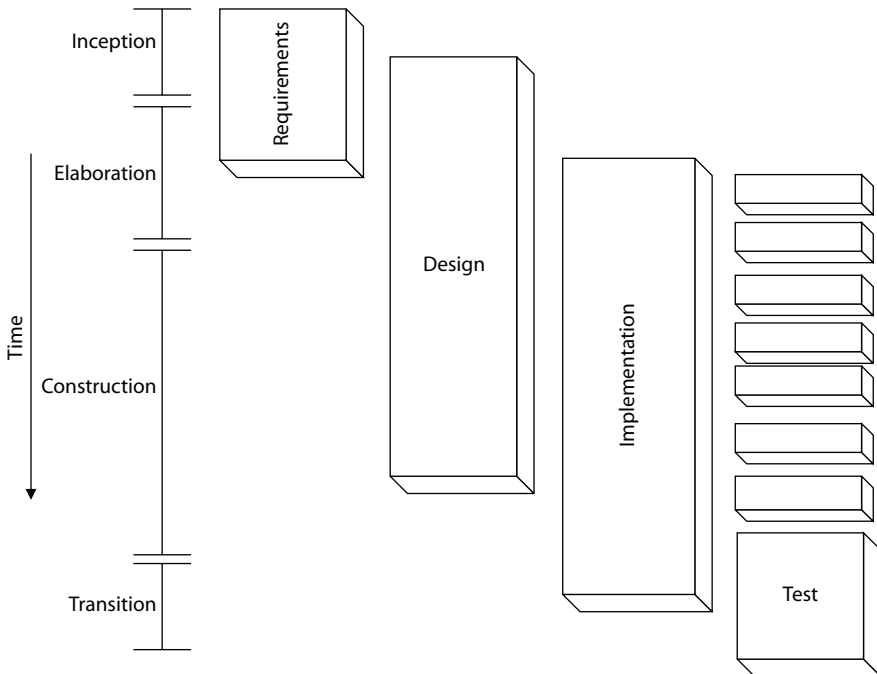 Inception
Requirements
Elaboration
Design
Time
Construction
Implementation
Transition
Test